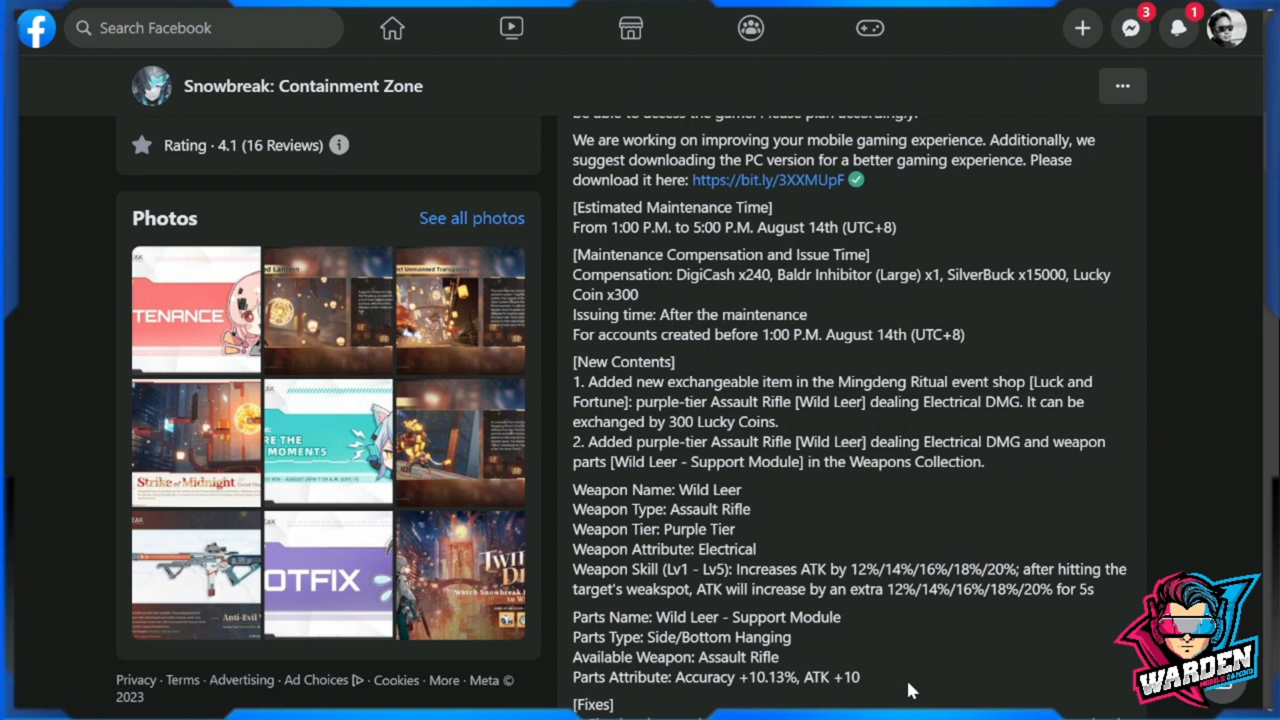 Search Facebook
3
1
Snowbreak: Containment Zone
Rating · 4.1 (16 Reviews)
Photos
See all photos
TENANCE
Strike of Midnight
RE THE
MOMENTS
OTFIX
Anti-Evil
Privacy · Terms · Advertising · Ad Choices · Cookies · More · Meta ©
2023
We are working on improving your mobile gaming experience. Additionally, we
suggest downloading the PC version for a better gaming experience. Please
download it here: https://bit.ly/3XXMUpF
[Estimated Maintenance Time]
From 1:00 P.M. to 5:00 P.M. August 14th (UTC+8)
[Maintenance Compensation and Issue Time]
Compensation: DigiCash x240, Baldr Inhibitor (Large) x1, SilverBuck x15000, Lucky
Coin x300
Issuing time: After the maintenance
For accounts created before 1:00 P.M. August 14th (UTC+8)
[New Contents]
1. Added new exchangeable item in the Mingdeng Ritual event shop [Luck and
Fortune]: purple-tier Assault Rifle [Wild Leer] dealing Electrical DMG. It can be
exchanged by 300 Lucky Coins.
2. Added purple-tier Assault Rifle [Wild Leer] dealing Electrical DMG and weapon
parts [Wild Leer - Support Module] in the Weapons Collection.
Weapon Name: Wild Leer
Weapon Type: Assault Rifle
Weapon Tier: Purple Tier
Weapon Attribute: Electrical
Weapon Skill (Lv1 - Lv5): Increases ATK by 12%/14%/16%/18%/20%; after hitting the
target's weakspot, ATK will increase by an extra 12%/14%/16%/18%/20% for 5s
Parts Name: Wild Leer - Support Module
Parts Type: Side/Bottom Hanging
Available Weapon: Assault Rifle
Parts Attribute: Accuracy +10.13%, ATK +10
[Fixes]
WARDEN
MOBILE GAMING